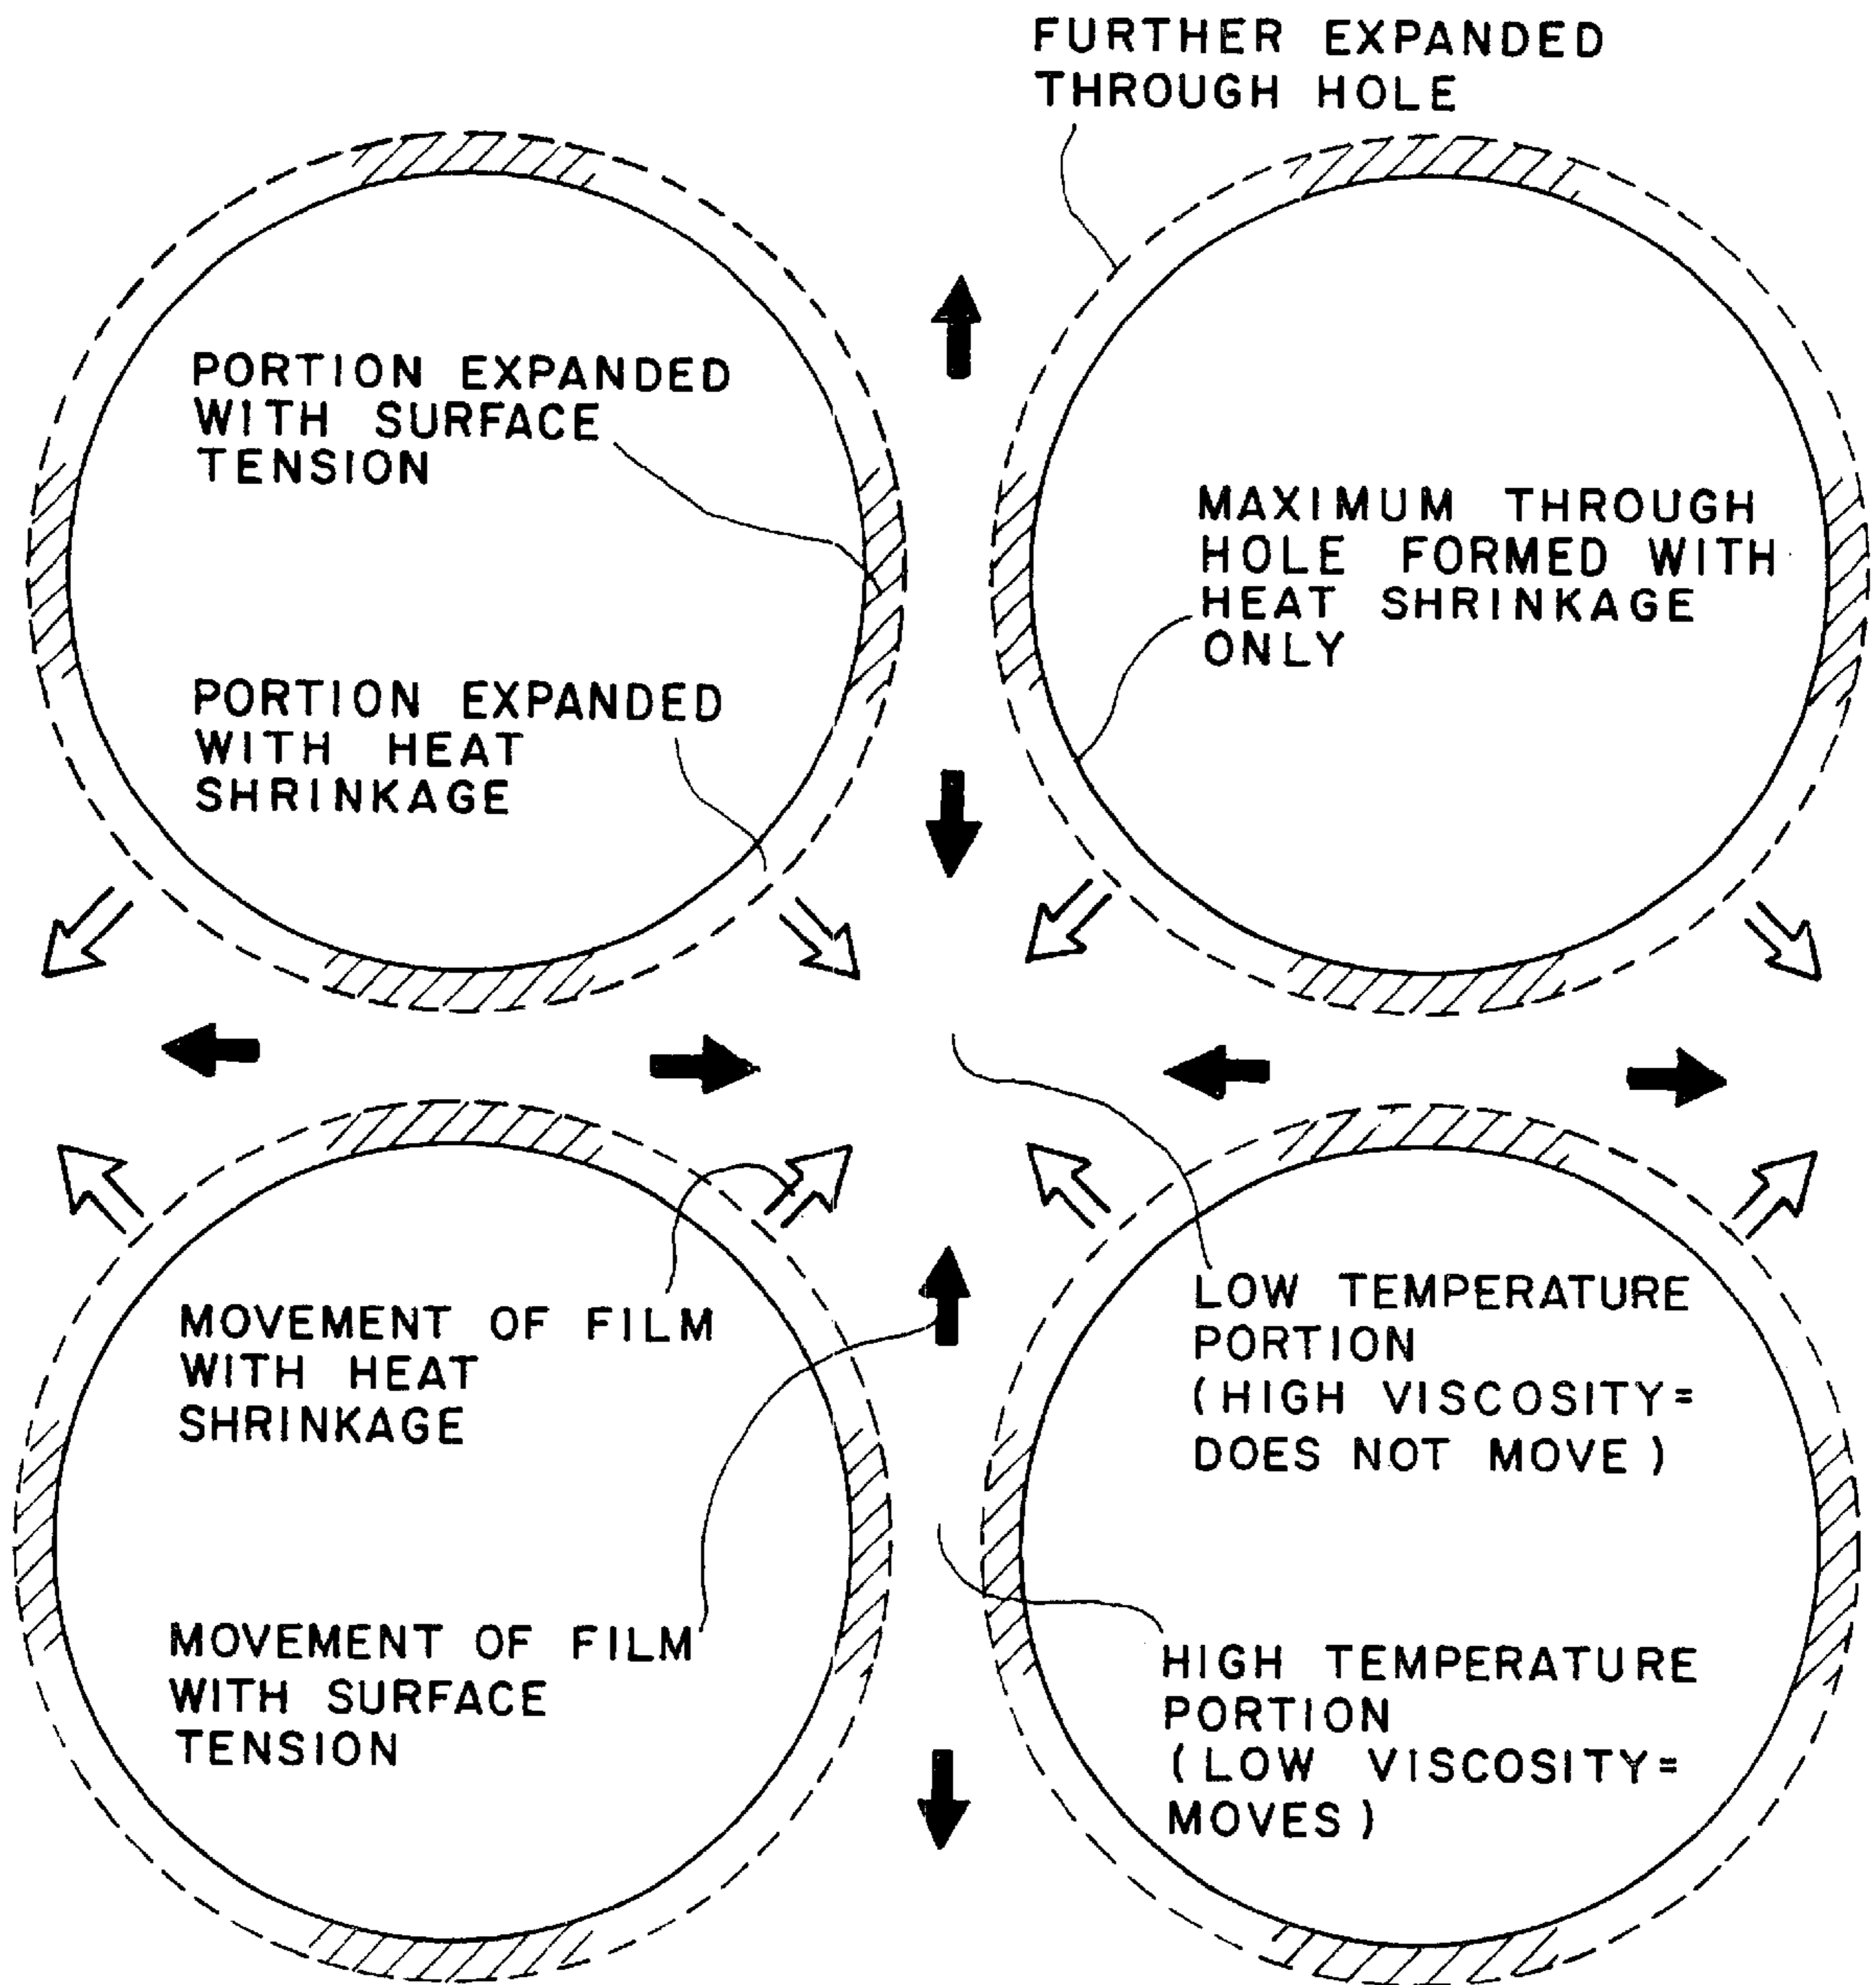 FURTHER EXPANDED
THROUGH HOLE
PORTION EXPANDED
WITH SURFACE
TENSION
MAXIMUM THROUGH
HOLE FORMED WITH
HEAT SHRINKAGE
ONLY
PORTION EXPANDED
WITH HEAT
SHRINKAGE
MOVEMENT OF FILM
WITH HEAT
SHRINKAGE
LOW TEMPERATURE
PORTION
(HIGH VISCOSITY=
DOES NOT MOVE)
MOVEMENT OF FILM
WITH SURFACE
TENSION
HIGH TEMPERATURE
PORTION
(LOW VISCOSITY=
MOVES)